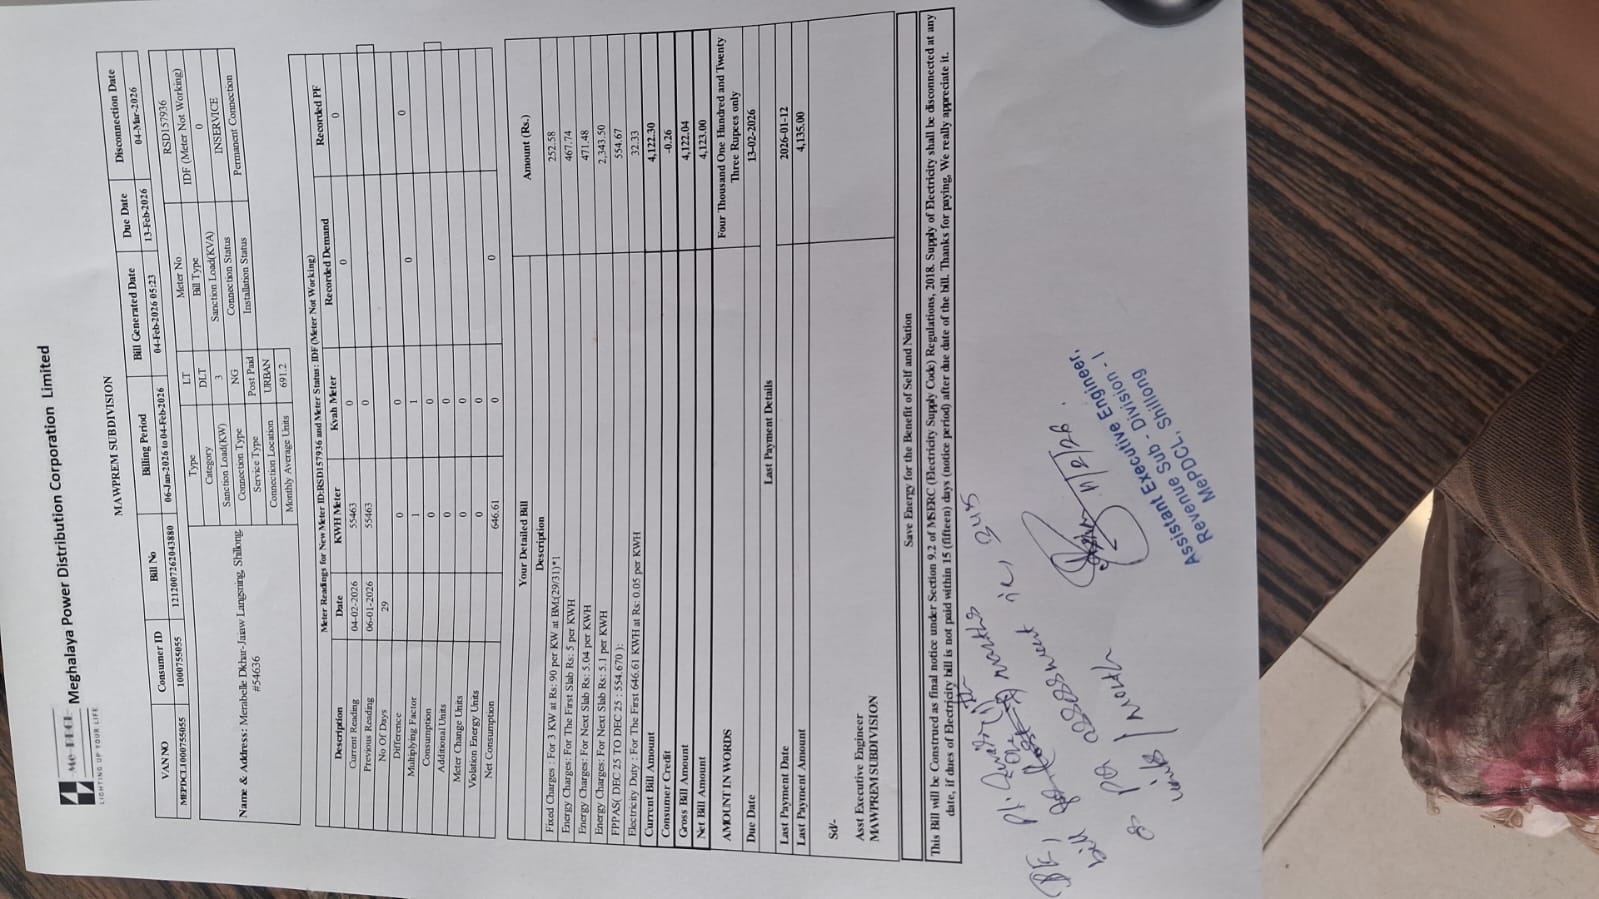 Me PDCL
LIGHTING UP YOUR LIFE
Meghalaya Power Distribution Corporation Limited
MAWPREM SUBDIVISION
VAN NO Consumer ID Bill No Billing Period Bill Generated Date Due Date Disconnection Date
MEPDCL1000755055 1000755055 1212007262043880 06-Jan-2026 to 04-Feb-2026 04-Feb-2026 05:23 13-Feb-2026 04-Mar-2026
Name & Address: Merabelle Dkhar-Jaiaw Langsning, Shillong,
#54636
Type LT Meter No RSD157936
Category DLT Bill Type IDF (Meter Not Working)
Sanction Load(KW) 3 Sanction Load(KVA) 0
Connection Type NG Connection Status INSERVICE
Service Type Post Paid Installation Status Permanent Connection
Connection Location URBAN
Monthly Average Units 691.2
Meter Readings for New Meter ID:RSD157936 and Meter Status : IDF (Meter Not Working)
Description Date KWH Meter Kvah Meter Recorded Demand Recorded PF
Current Reading 04-02-2026 55463 0 0 0
Previous Reading 06-01-2026 55463 0
No Of Days 29
Difference 0 0
Multiplying Factor 1 1 0 0
Consumption 0 0
Additional Units 0 0
Meter Change Units 0 0
Violation Energy Units 0 0
Net Consumption 646.61 0 0
Your Detailed Bill
Description Amount (Rs.)
Fixed Charges : For 3 KW at Rs: 90 per KW at BM:(29/31)*1 252.58
Energy Charges: For The First Slab Rs: 5 per KWH 467.74
Energy Charges: For Next Slab Rs: 5.04 per KWH 471.48
Energy Charges: For Next Slab Rs: 5.1 per KWH 2,343.50
FPPAS( DEC 25 TO DEC 25 : 554.670 ): 554.67
Electricity Duty : For The First 646.61 KWH at Rs: 0.05 per KWH 32.33
Current Bill Amount 4,122.30
Consumer Credit -0.26
Gross Bill Amount 4,122.04
Net Bill Amount 4,123.00
AMOUNT IN WORDS Four Thousand One Hundred and Twenty Three Rupees only
Due Date 13-02-2026
Last Payment Details
Last Payment Date 2026-01-12
Last Payment Amount 4,135.00
Sd/-
Asst Executive Engineer
MAWPREM SUBDIVISION
Save Energy for the Benefit of Self and Nation
This Bill will be Construed as final notice under Section 9.2 of MSERC (Electricity Supply Code) Regulations, 2018. Supply of Electricity shall be disconnected at any
date, if dues of Electricity bill is not paid within 15 (fifteen) days (notice period) after due date of the bill. Thanks for paying, We really appreciate it.
bill months
as per assessment ie, 345
units / month
11/2/26.
Assistant Executive Engineer,
Revenue Sub - Division - 1
MePDCL, Shillong